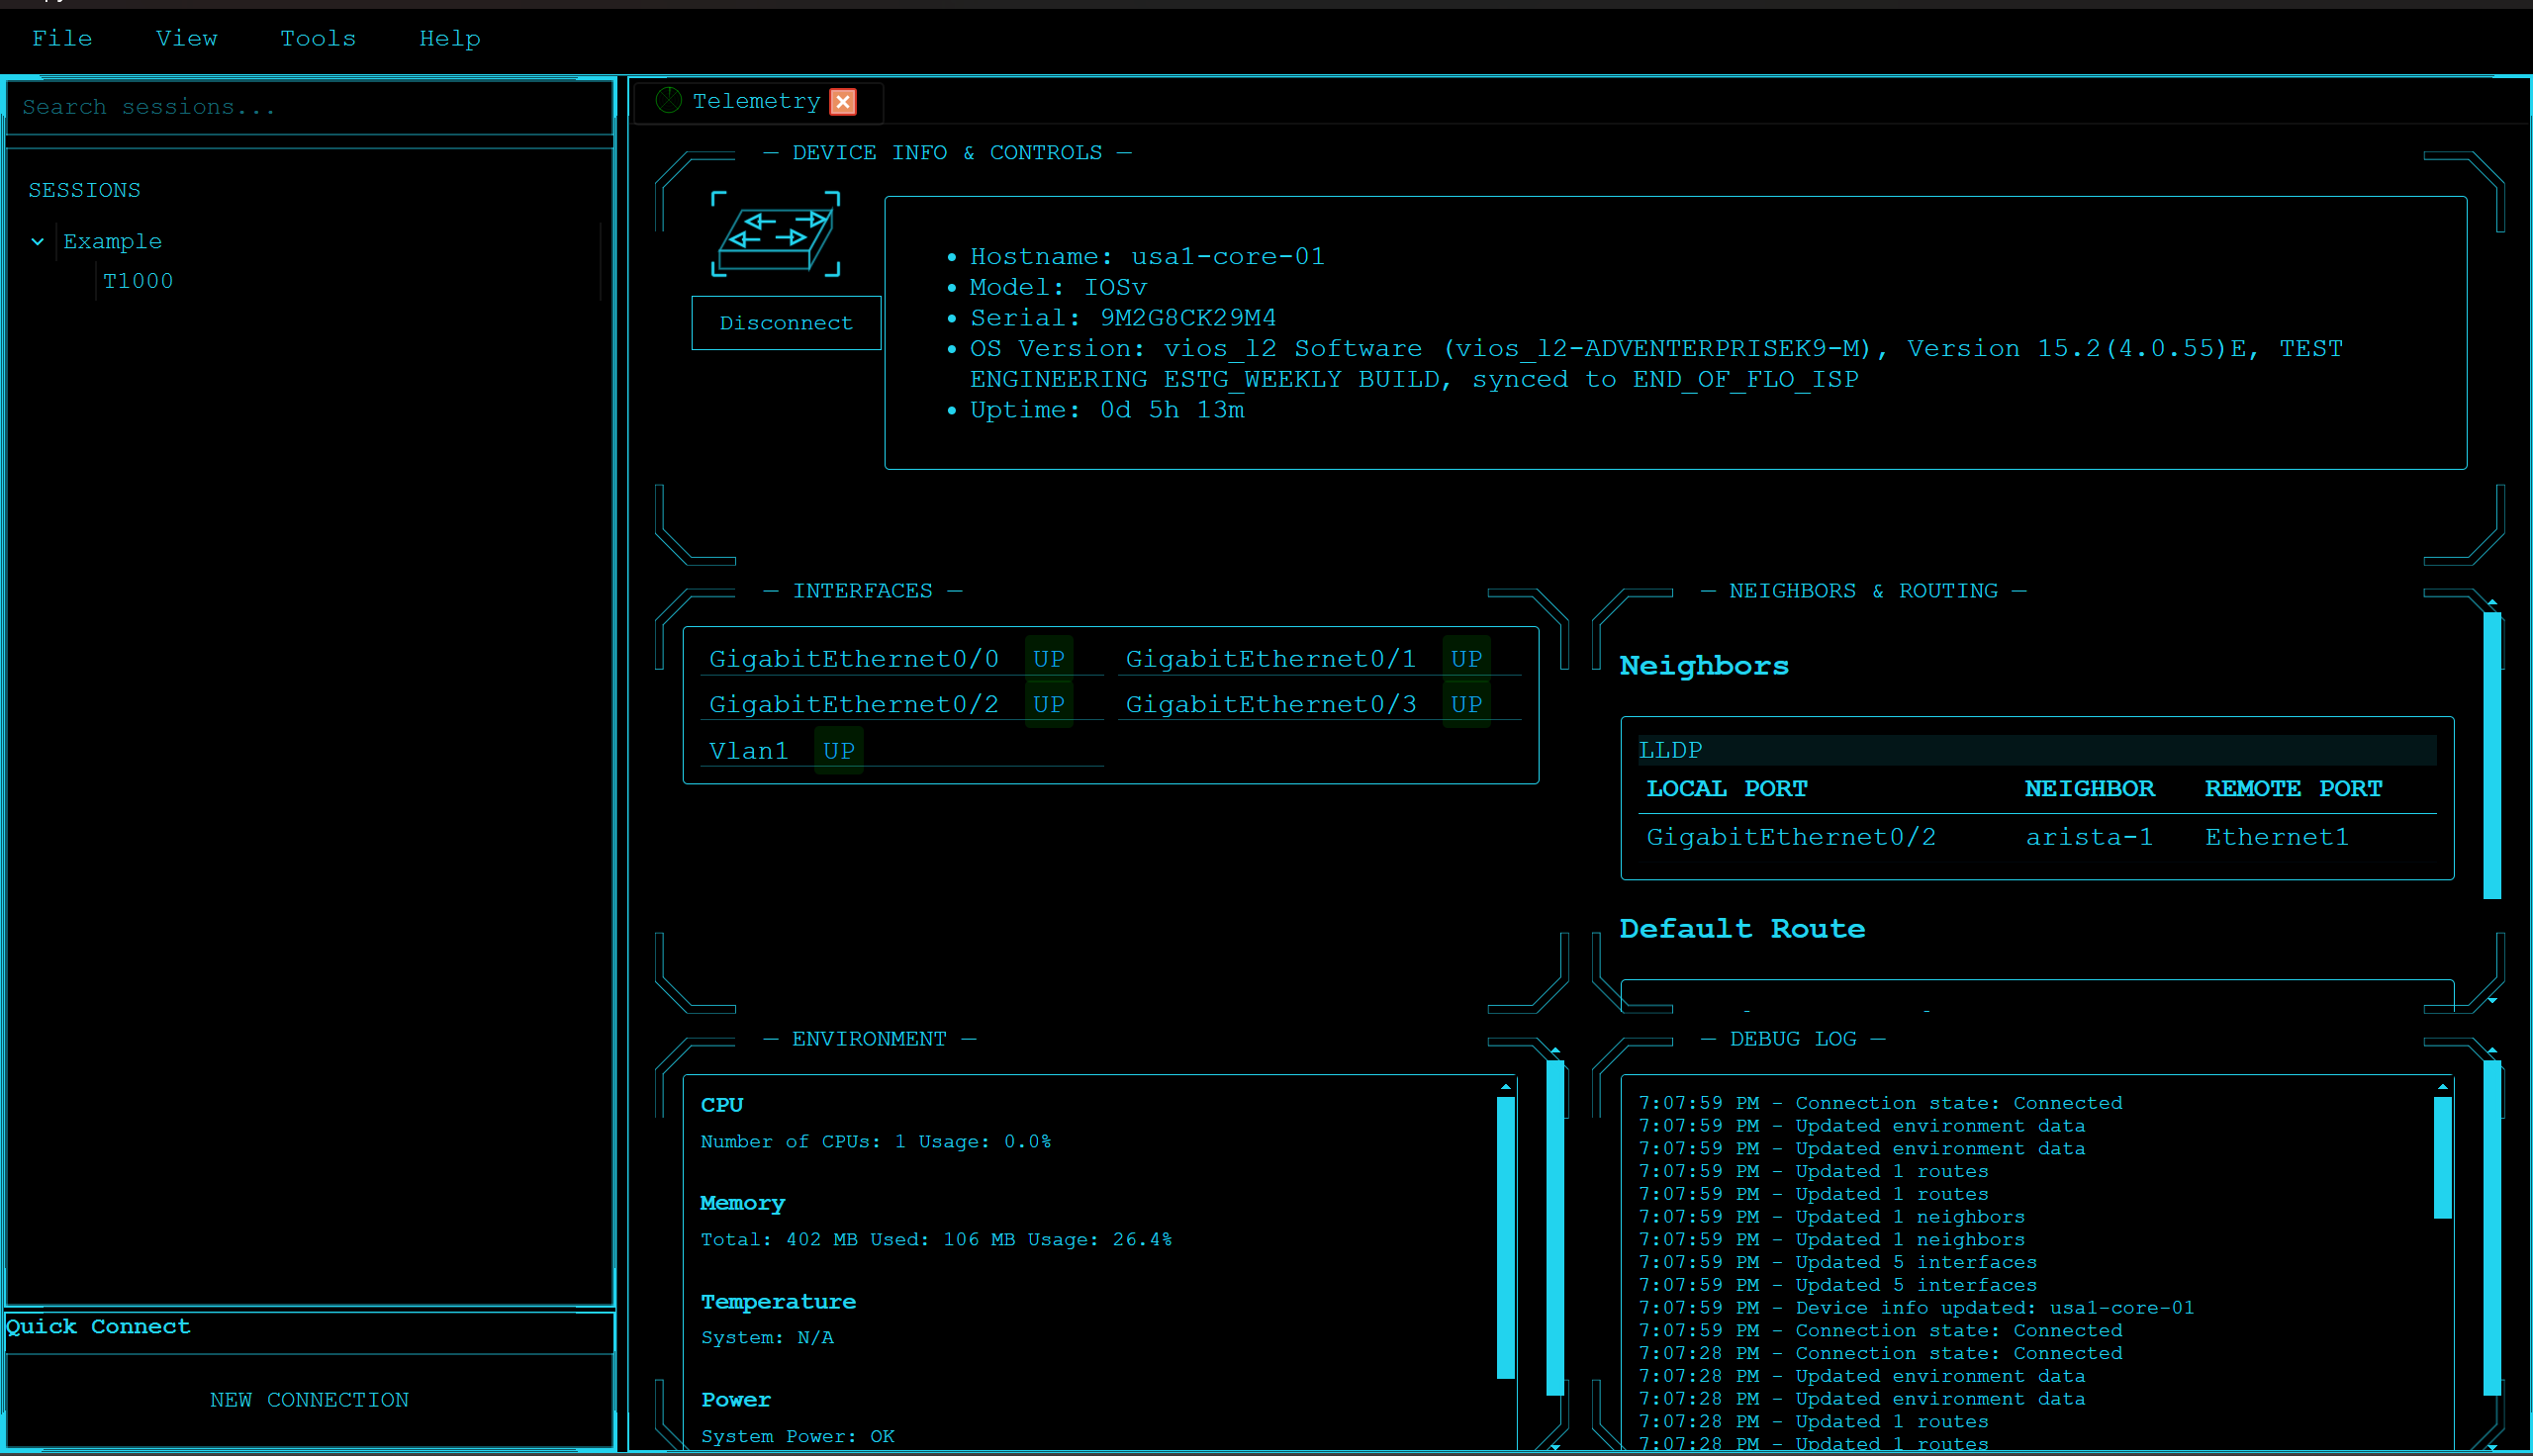 File View Tools Help
Search sessions...
SESSIONS
Example
T1000
Quick Connect
NEW CONNECTION
Telemetry
— DEVICE INFO & CONTROLS —
Disconnect
• Hostname: usa1-core-01
• Model: IOSv
• Serial: 9M2G8CK29M4
• OS Version: vios_l2 Software (vios_l2-ADVENTERPRISEK9-M), Version 15.2(4.0.55)E, TEST
ENGINEERING ESTG_WEEKLY BUILD, synced to END_OF_FLO_ISP
• Uptime: 0d 5h 13m
— INTERFACES —
GigabitEthernet0/0 UP GigabitEthernet0/1 UP
GigabitEthernet0/2 UP GigabitEthernet0/3 UP
Vlan1 UP
— NEIGHBORS & ROUTING —
Neighbors
LLDP
LOCAL PORT NEIGHBOR REMOTE PORT
GigabitEthernet0/2 arista-1 Ethernet1
Default Route
— ENVIRONMENT —
CPU
Number of CPUs: 1 Usage: 0.0%
Memory
Total: 402 MB Used: 106 MB Usage: 26.4%
Temperature
System: N/A
Power
System Power: OK
— DEBUG LOG —
7:07:59 PM - Connection state: Connected
7:07:59 PM - Updated environment data
7:07:59 PM - Updated environment data
7:07:59 PM - Updated 1 routes
7:07:59 PM - Updated 1 routes
7:07:59 PM - Updated 1 neighbors
7:07:59 PM - Updated 1 neighbors
7:07:59 PM - Updated 5 interfaces
7:07:59 PM - Updated 5 interfaces
7:07:59 PM - Device info updated: usa1-core-01
7:07:59 PM - Connection state: Connected
7:07:28 PM - Connection state: Connected
7:07:28 PM - Updated environment data
7:07:28 PM - Updated environment data
7:07:28 PM - Updated 1 routes
7:07:28 PM - Updated 1 routes